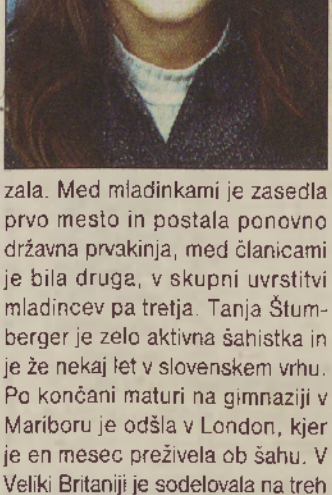 zala. Med mladinkami je zasedla
prvo mesto in postala ponovno
državna prvakinja, med članicami
je bila druga, v skupni uvrstitvi
mladincev pa tretja. Tanja Štum-
berger je zelo aktivna šahistka in
je že nekaj let v slovenskem vrhu.
Po končani maturi na gimnaziji v
Mariboru je odšla v London, kjer
je en mesec preživela ob šahu. V
Veliki Britaniji je sodelovala na treh